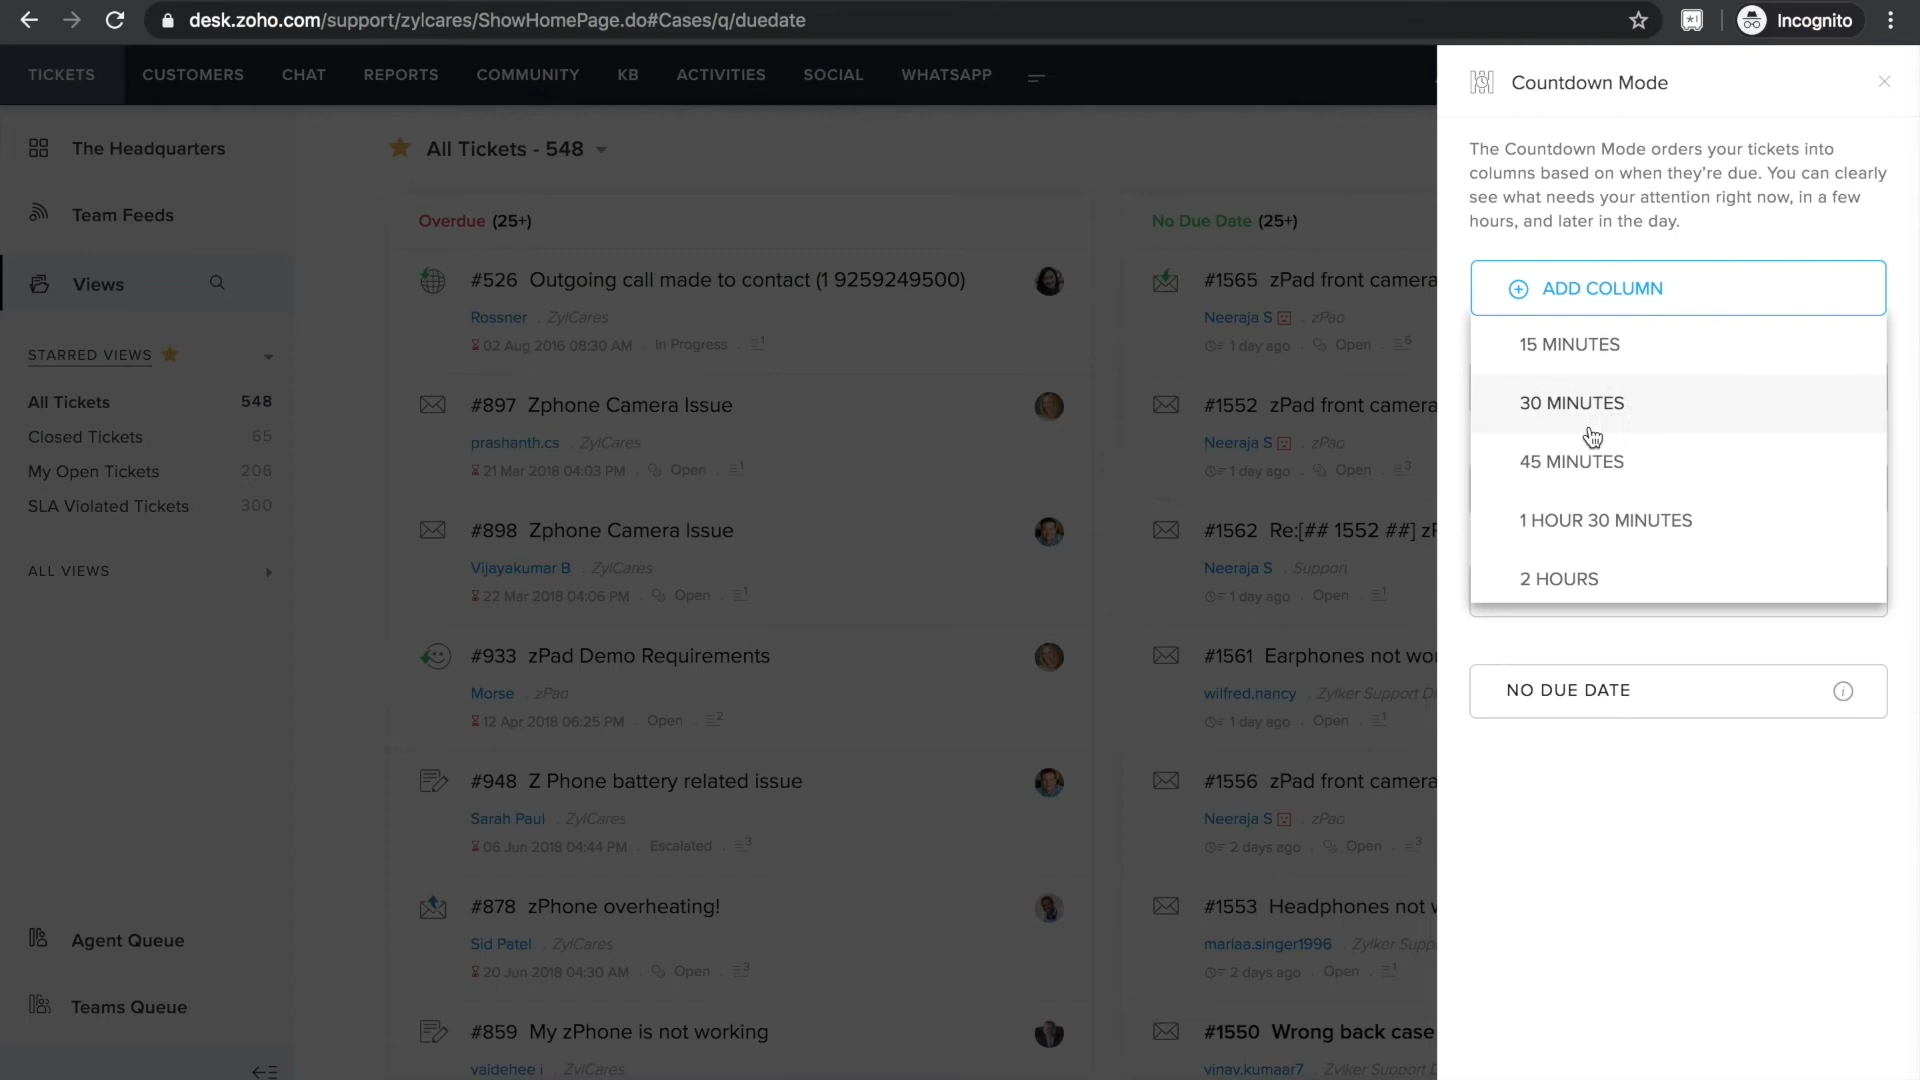 desk.zoho.com/support/zylcares/ShowHomePage.do#Cases/q/duedate
Incognito
TICKETS
CUSTOMERS
CHAT
REPORTS
COMMUNITY
KB
ACTIVITIES
SOCIAL
WHATSAPP
The Headquarters
Team Feeds
Views
STARRED VIEWS
All Tickets 548
Closed Tickets 65
My Open Tickets 206
SLA Violated Tickets 300
ALL VIEWS
Agent Queue
Teams Queue
All Tickets - 548
Overdue (25+)
#526 Outgoing call made to contact (1 9259249500)
Rossner . ZylCares
02 Aug 2016 08:30 AM . In Progress . 1
#897 Zphone Camera Issue
prashanth.cs . ZylCares
21 Mar 2018 04:03 PM . Open . 1
#898 Zphone Camera Issue
Vijayakumar B . ZylCares
22 Mar 2018 04:06 PM . Open . 1
#933 zPad Demo Requirements
Morse . zPao
12 Apr 2018 06:25 PM . Open . 2
#948 Z Phone battery related issue
Sarah Paul . ZylCares
06 Jun 2018 04:44 PM . Escalated . 3
#878 zPhone overheating!
Sid Patel . ZylCares
20 Jun 2018 04:30 AM . Open . 3
#859 My zPhone is not working
vaidehee i . ZylCares
No Due Date (25+)
#1565 zPad front camera
Neeraja S . zPao
1 day ago . Open . 6
#1552 zPad front camera
Neeraja S . zPao
1 day ago . Open . 3
#1562 Re:[## 1552 ##] zP
Neeraja S . Support
1 day ago . Open . 1
#1561 Earphones not wo
wilfred.nancy . Zylker Support D
1 day ago . Open . 1
#1556 zPad front camera
Neeraja S . zPao
2 days ago . Open . 3
#1553 Headphones not
marlaa.singer1996 . Zylker Supp
2 days ago . Open . 1
#1550 Wrong back case
vinav.kumaar7 . Zylker Support D
Countdown Mode
The Countdown Mode orders your tickets into
columns based on when they're due. You can clearly
see what needs your attention right now, in a few
hours, and later in the day.
ADD COLUMN
15 MINUTES
30 MINUTES
45 MINUTES
1 HOUR 30 MINUTES
2 HOURS
NO DUE DATE